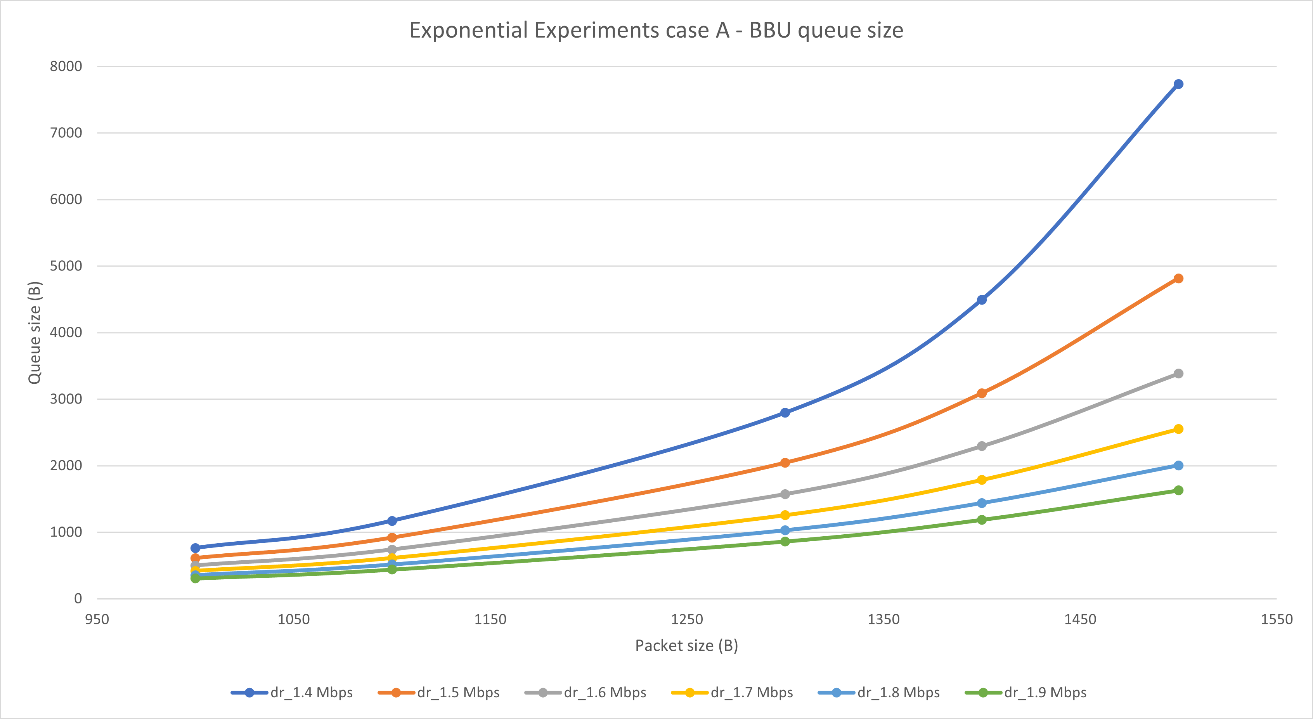 Exponential Experiments case A - BBU queue size
8000
7000
6000
5000
4000
3000
2000
1000
0
Queue size (B)
950 1050 1150 1250 1350 1450 1550
Packet size (B)
dr_1.4 Mbps dr_1.5 Mbps dr_1.6 Mbps dr_1.7 Mbps dr_1.8 Mbps dr_1.9 Mbps